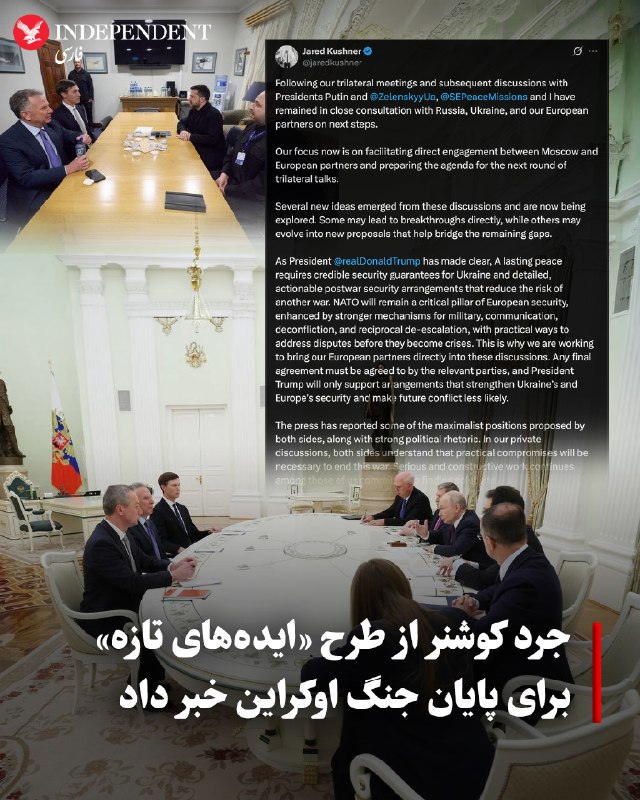 INDEPENDENT
فارسی
Jared Kushner
@jaredkushner
Following our trilateral meetings and subsequent discussions with
Presidents Putin and @ZelenskyyUa, @SEPeaceMissions and I have
remained in close consultation with Russia, Ukraine, and our European
partners on next steps.
Our focus now is on facilitating direct engagement between Moscow and
European partners and preparing the agenda for the next round of
trilateral talks.
Several new ideas emerged from these discussions and are now being
explored. Some may lead to breakthroughs directly, while others may
evolve into new proposals that help bridge the remaining gaps.
As President @realDonaldTrump has made clear, A lasting peace
requires credible security guarantees for Ukraine and detailed,
actionable postwar security arrangements that reduce the risk of
another war. NATO will remain a critical pillar of European security,
enhanced by stronger mechanisms for military, communication,
deconfliction, and reciprocal de-escalation, with practical ways to
address disputes before they become crises. This is why we are working
to bring our European partners directly into these discussions. Any final
agreement must be agreed to by the relevant parties, and President
Trump will only support arrangements that strengthen Ukraine's and
Europe's security and make future conflict less likely.
The press has reported some of the maximalist positions proposed by
both sides, along with strong political rhetoric. In our private
discussions, both sides understand that practical compromises will be
necessary to end this war. Serious and constructive work continues
among those of us
جرد کوشنر از طرح «ایده‌های تازه»
برای پایان جنگ اوکراین خبر داد